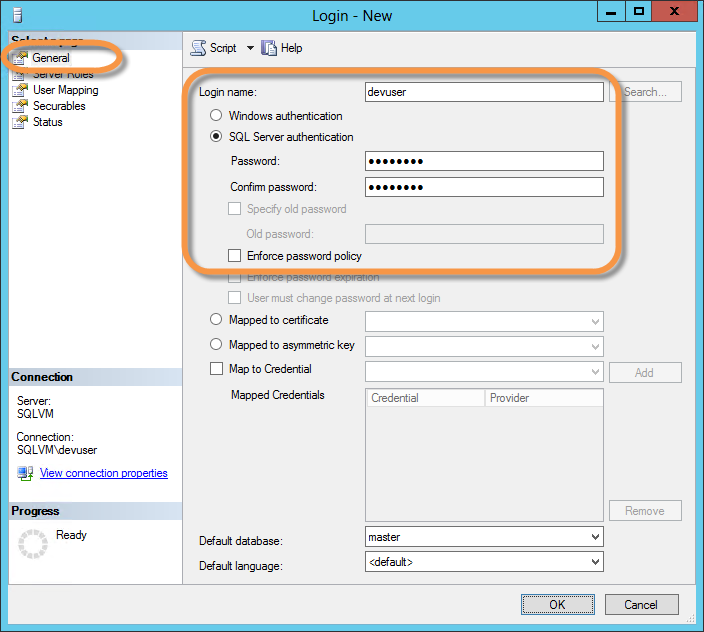 Login - New
Select a page
General
Server Roles
User Mapping
Securables
Status
Connection
Server:
SQLVM
Connection:
SQLVM\devuser
View connection properties
Progress
Ready
Script Help
Login name: devuser Search...
Windows authentication
SQL Server authentication
Password: ●●●●●●●●
Confirm password: ●●●●●●●●
Specify old password
Old password:
Enforce password policy
Enforce password expiration
User must change password at next login
Mapped to certificate
Mapped to asymmetric key
Map to Credential Add
Mapped Credentials Credential Provider
Remove
Default database: master
Default language: <default>
OK Cancel